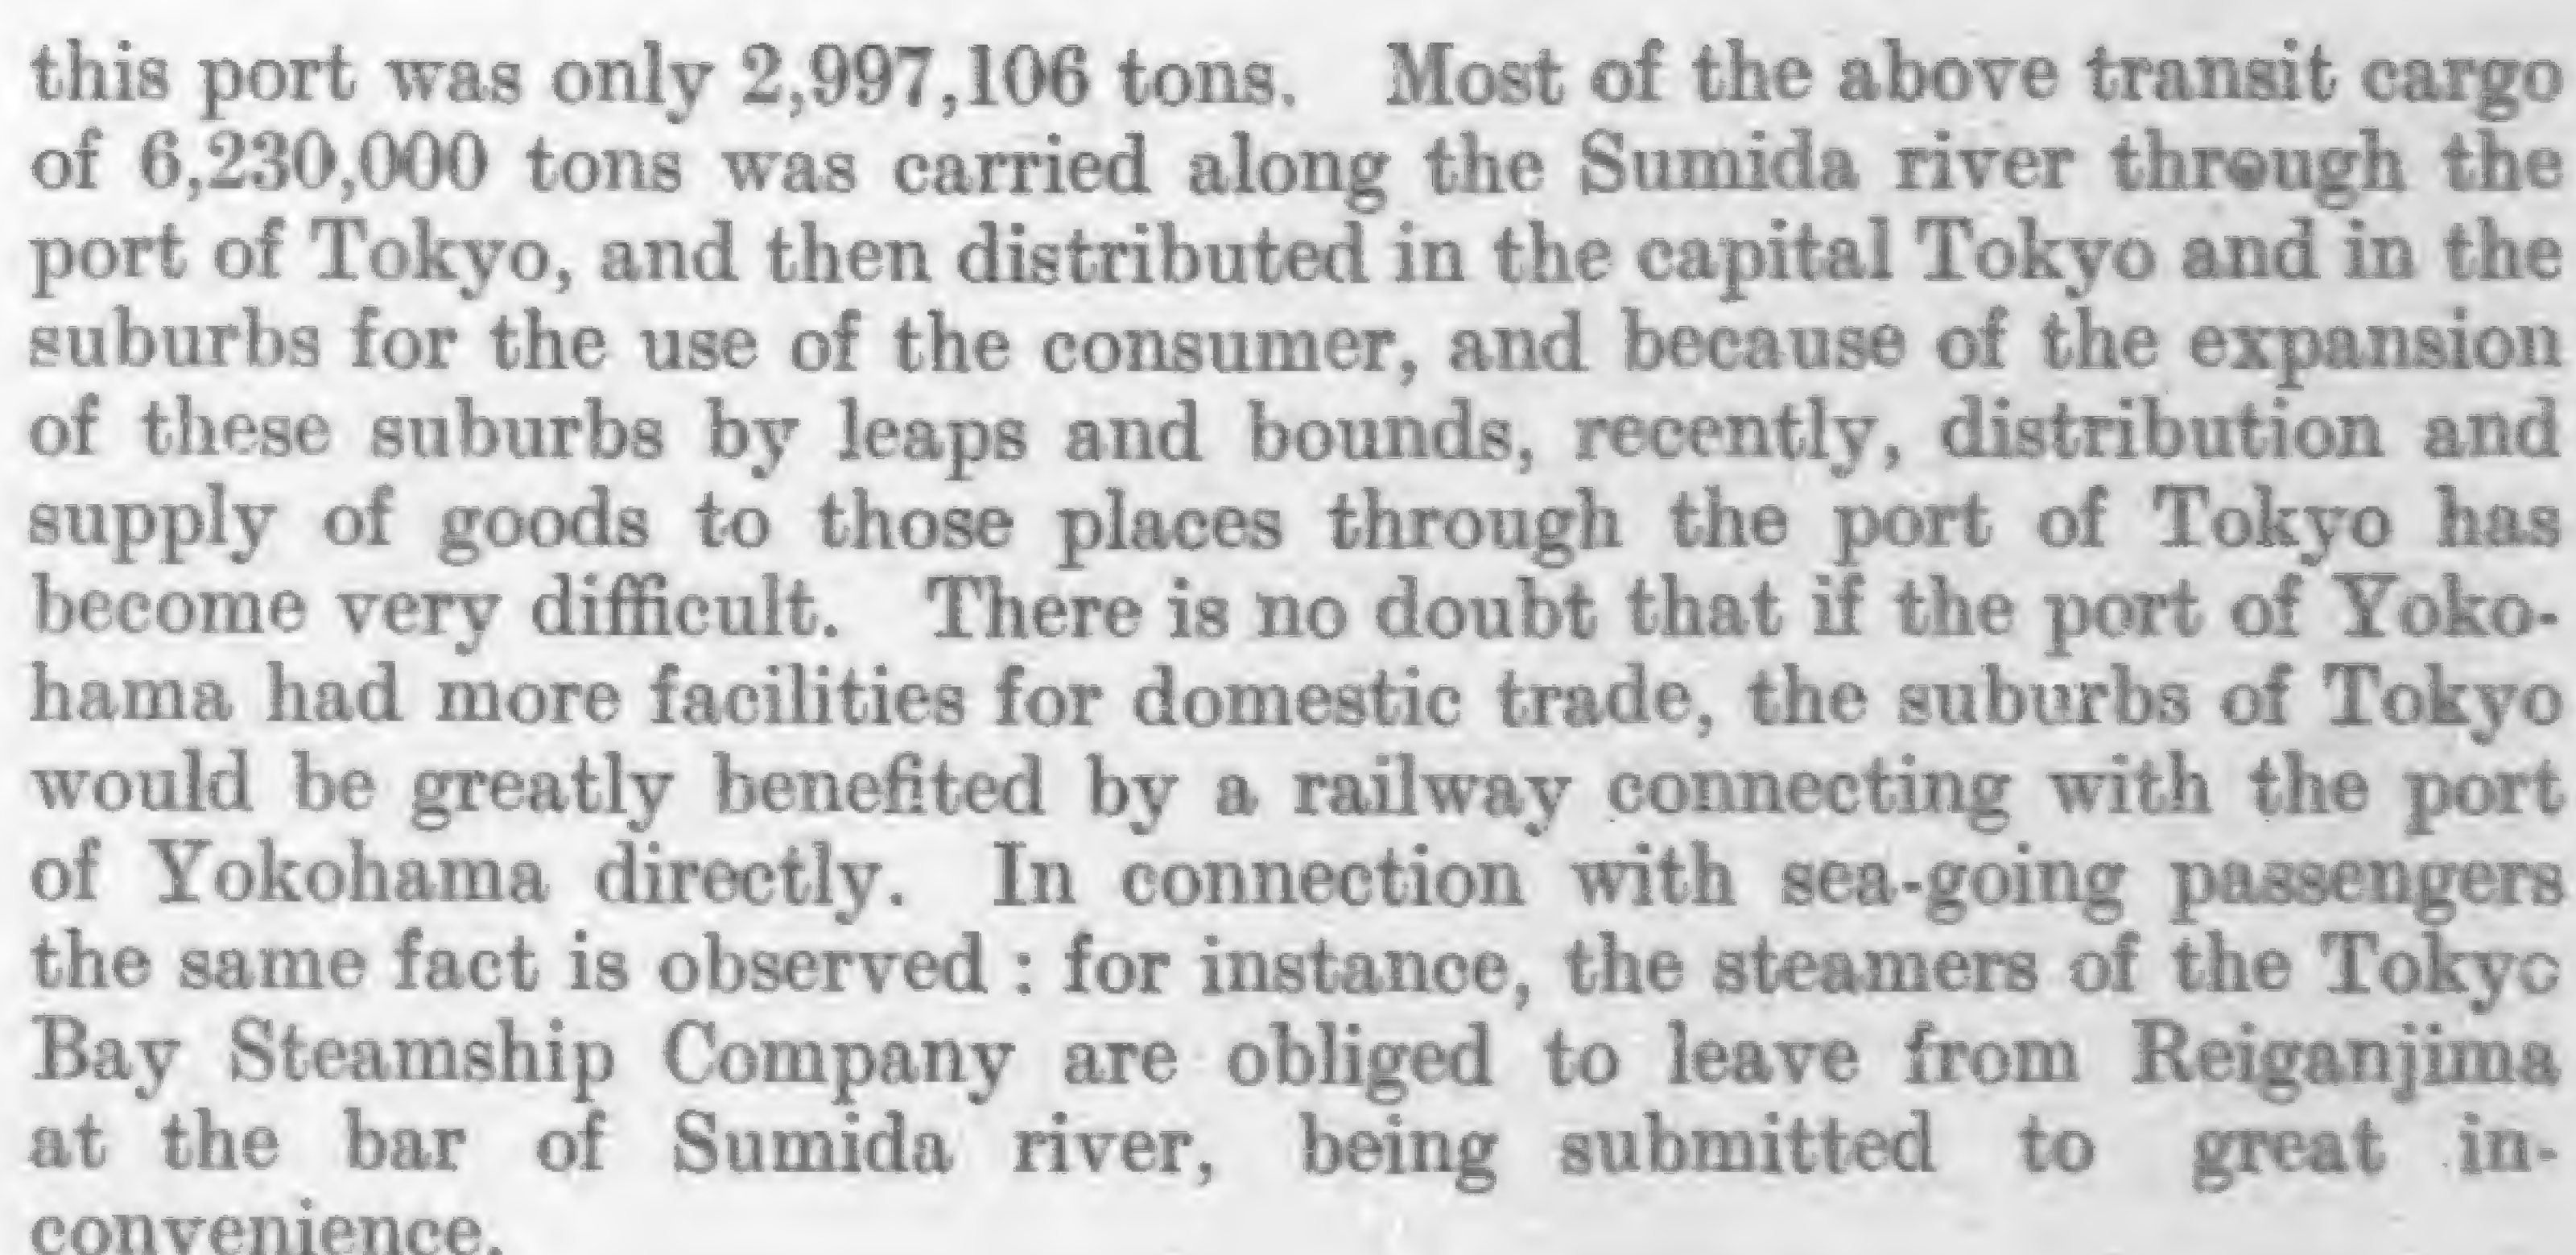 this port was only 2,997,106 tons. Most of the above transit cargo
of 6,230,000 tons was carried along the Sumida river through the
port of Tokyo, and then distributed in the capital Tokyo and in the
suburbs for the use of the consumer, and because of the expansion
of these suburbs by leaps and bounds, recently, distribution and
supply of goods to those places through the port of Tokyo has
become very difficult. There is no doubt that if the port of Yoko-
hama had more facilities for domestic trade, the suburbs of Tokyo
would be greatly benefited by a railway connecting with the port
of Yokohama directly. In connection with sea-going passengers
the same fact is observed : for instance, the steamers of the Tokyo
Bay Steamship Company are obliged to leave from Reiganjima
at the bar of Sumida river, being submitted to great in-
convenience.